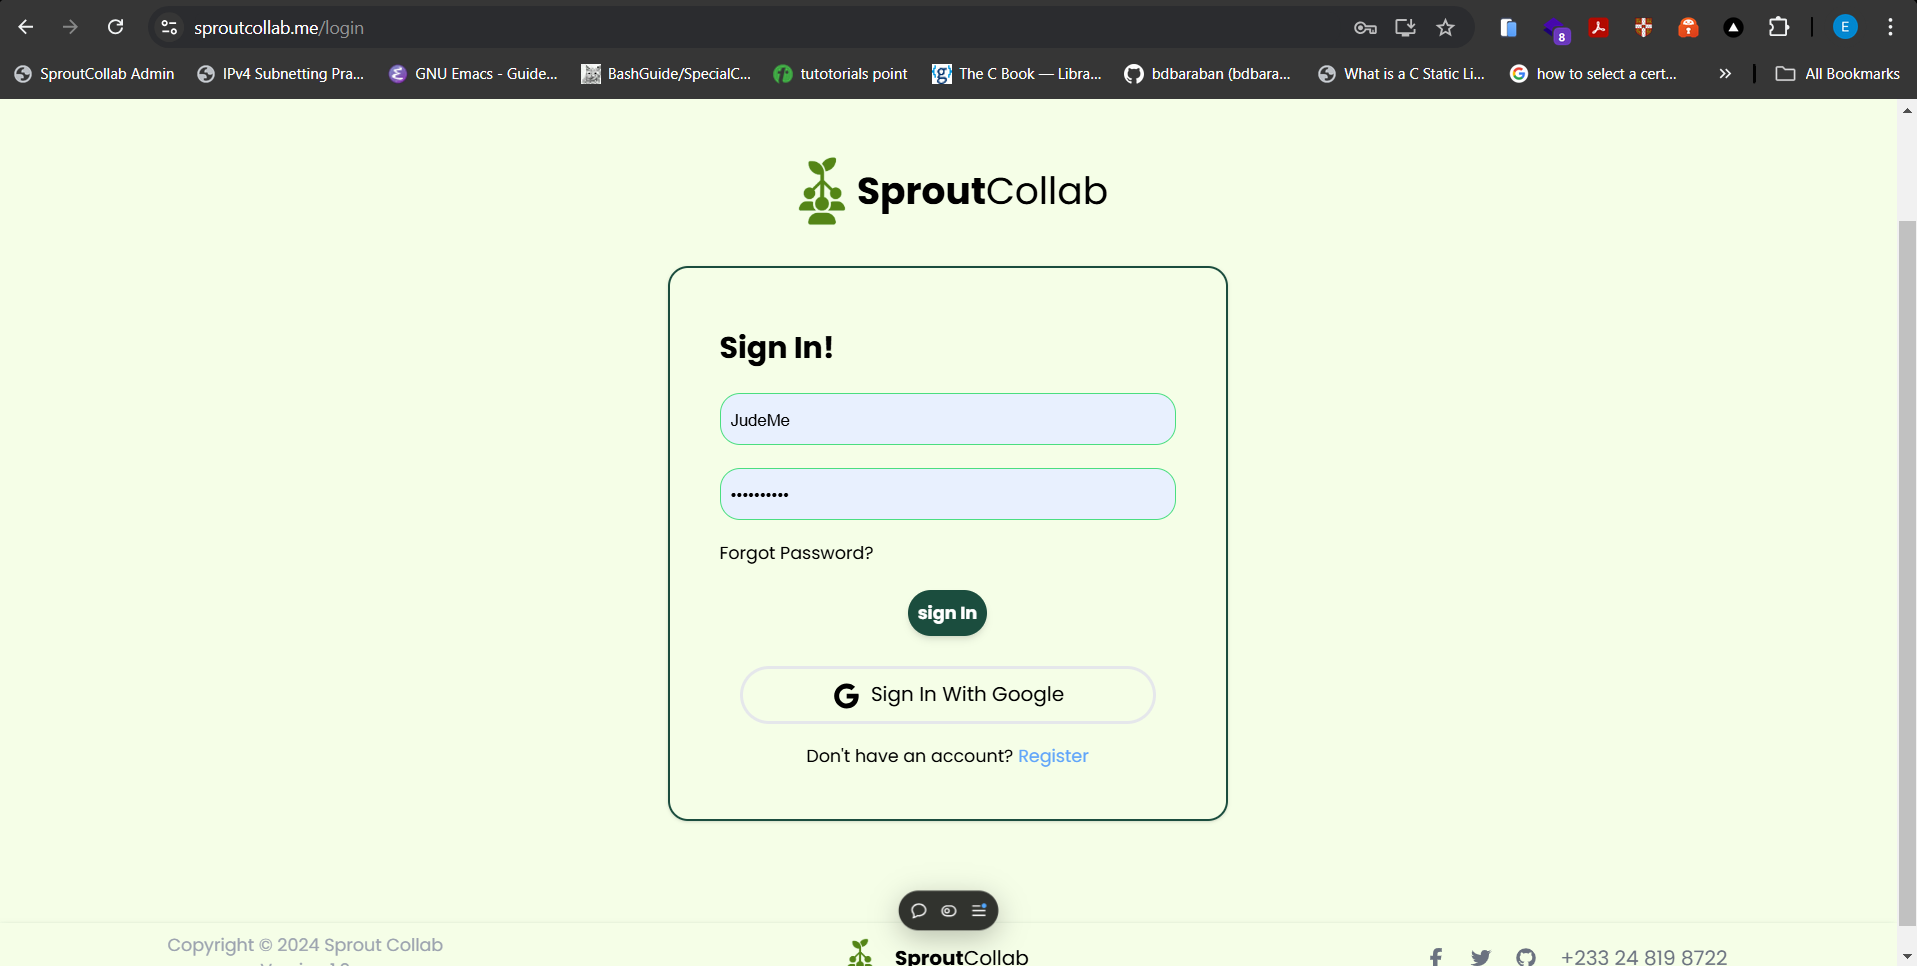 sproutcollab.me/login
E
8
SproutCollab Admin IPv4 Subnetting Pra... GNU Emacs - Guide... BashGuide/SpecialC... tutotorials point The C Book — Libra... bdbaraban (bdbara... What is a C Static Li... how to select a cert... » All Bookmarks
SproutCollab
Sign In!
JudeMe
••••••••••
Forgot Password?
sign In
Sign In With Google
Don't have an account? Register
Copyright © 2024 Sprout Collab
SproutCollab
+233 24 819 8722